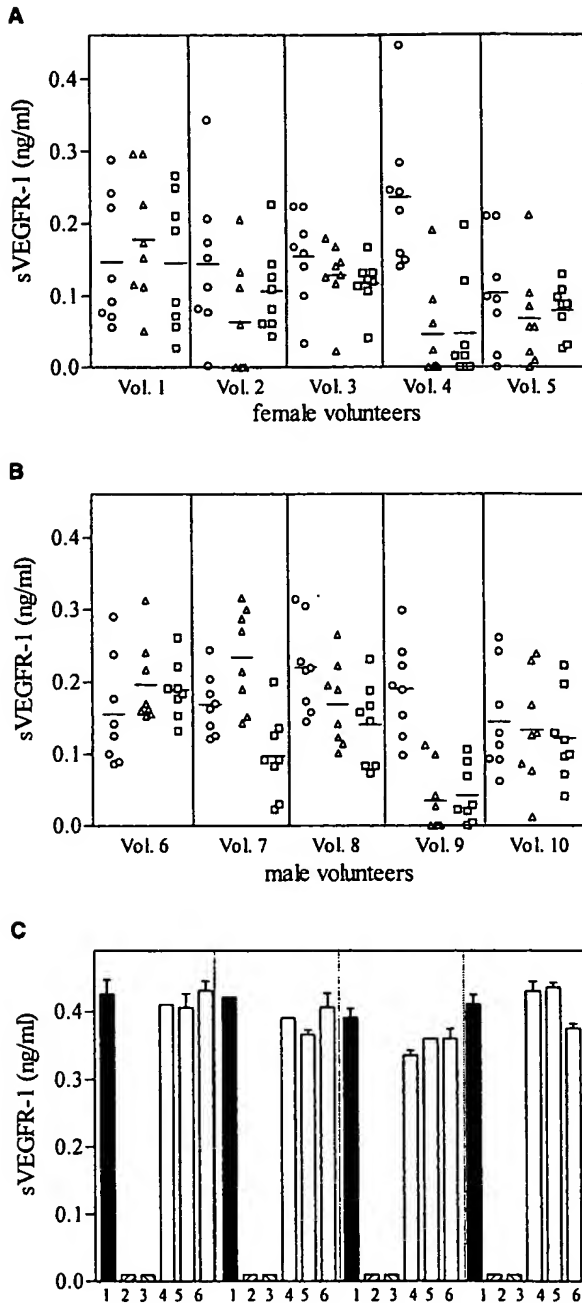 A
sVEGFR-1 (ng/ml)
0.4
0.3
0.2
0.1
0.0
Vol. 1 Vol. 2 Vol. 3 Vol. 4 Vol. 5
female volunteers
B
sVEGFR-1 (ng/ml)
0.4
0.3
0.2
0.1
0.0
Vol. 6 Vol. 7 Vol. 8 Vol. 9 Vol. 10
male volunteers
C
sVEGFR-1 (ng/ml)
0.4
0.3
0.2
0.1
0.0
1 2 3 4 5 6 1 2 3 4 5 6 1 2 3 4 5 6 1 2 3 4 5 6